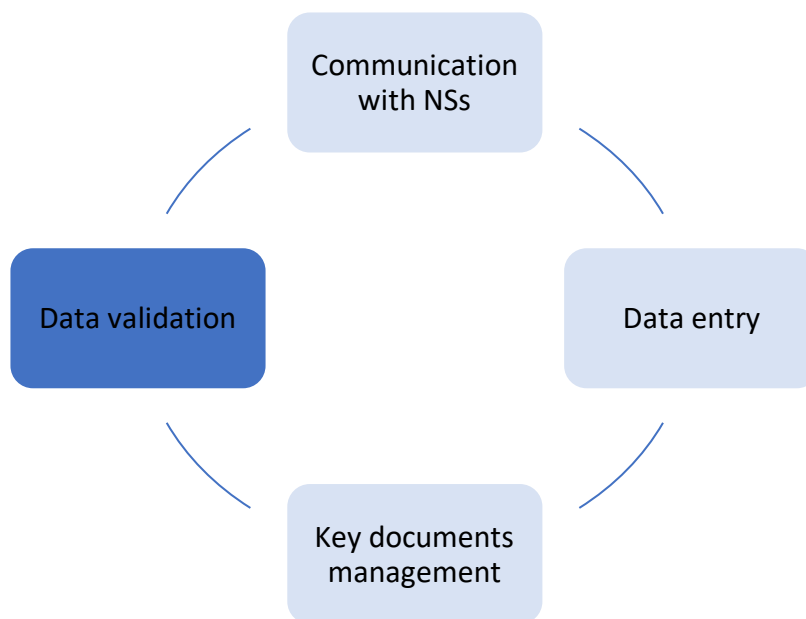 Communication
with NSs
Data validation
Data entry
Key documents
management